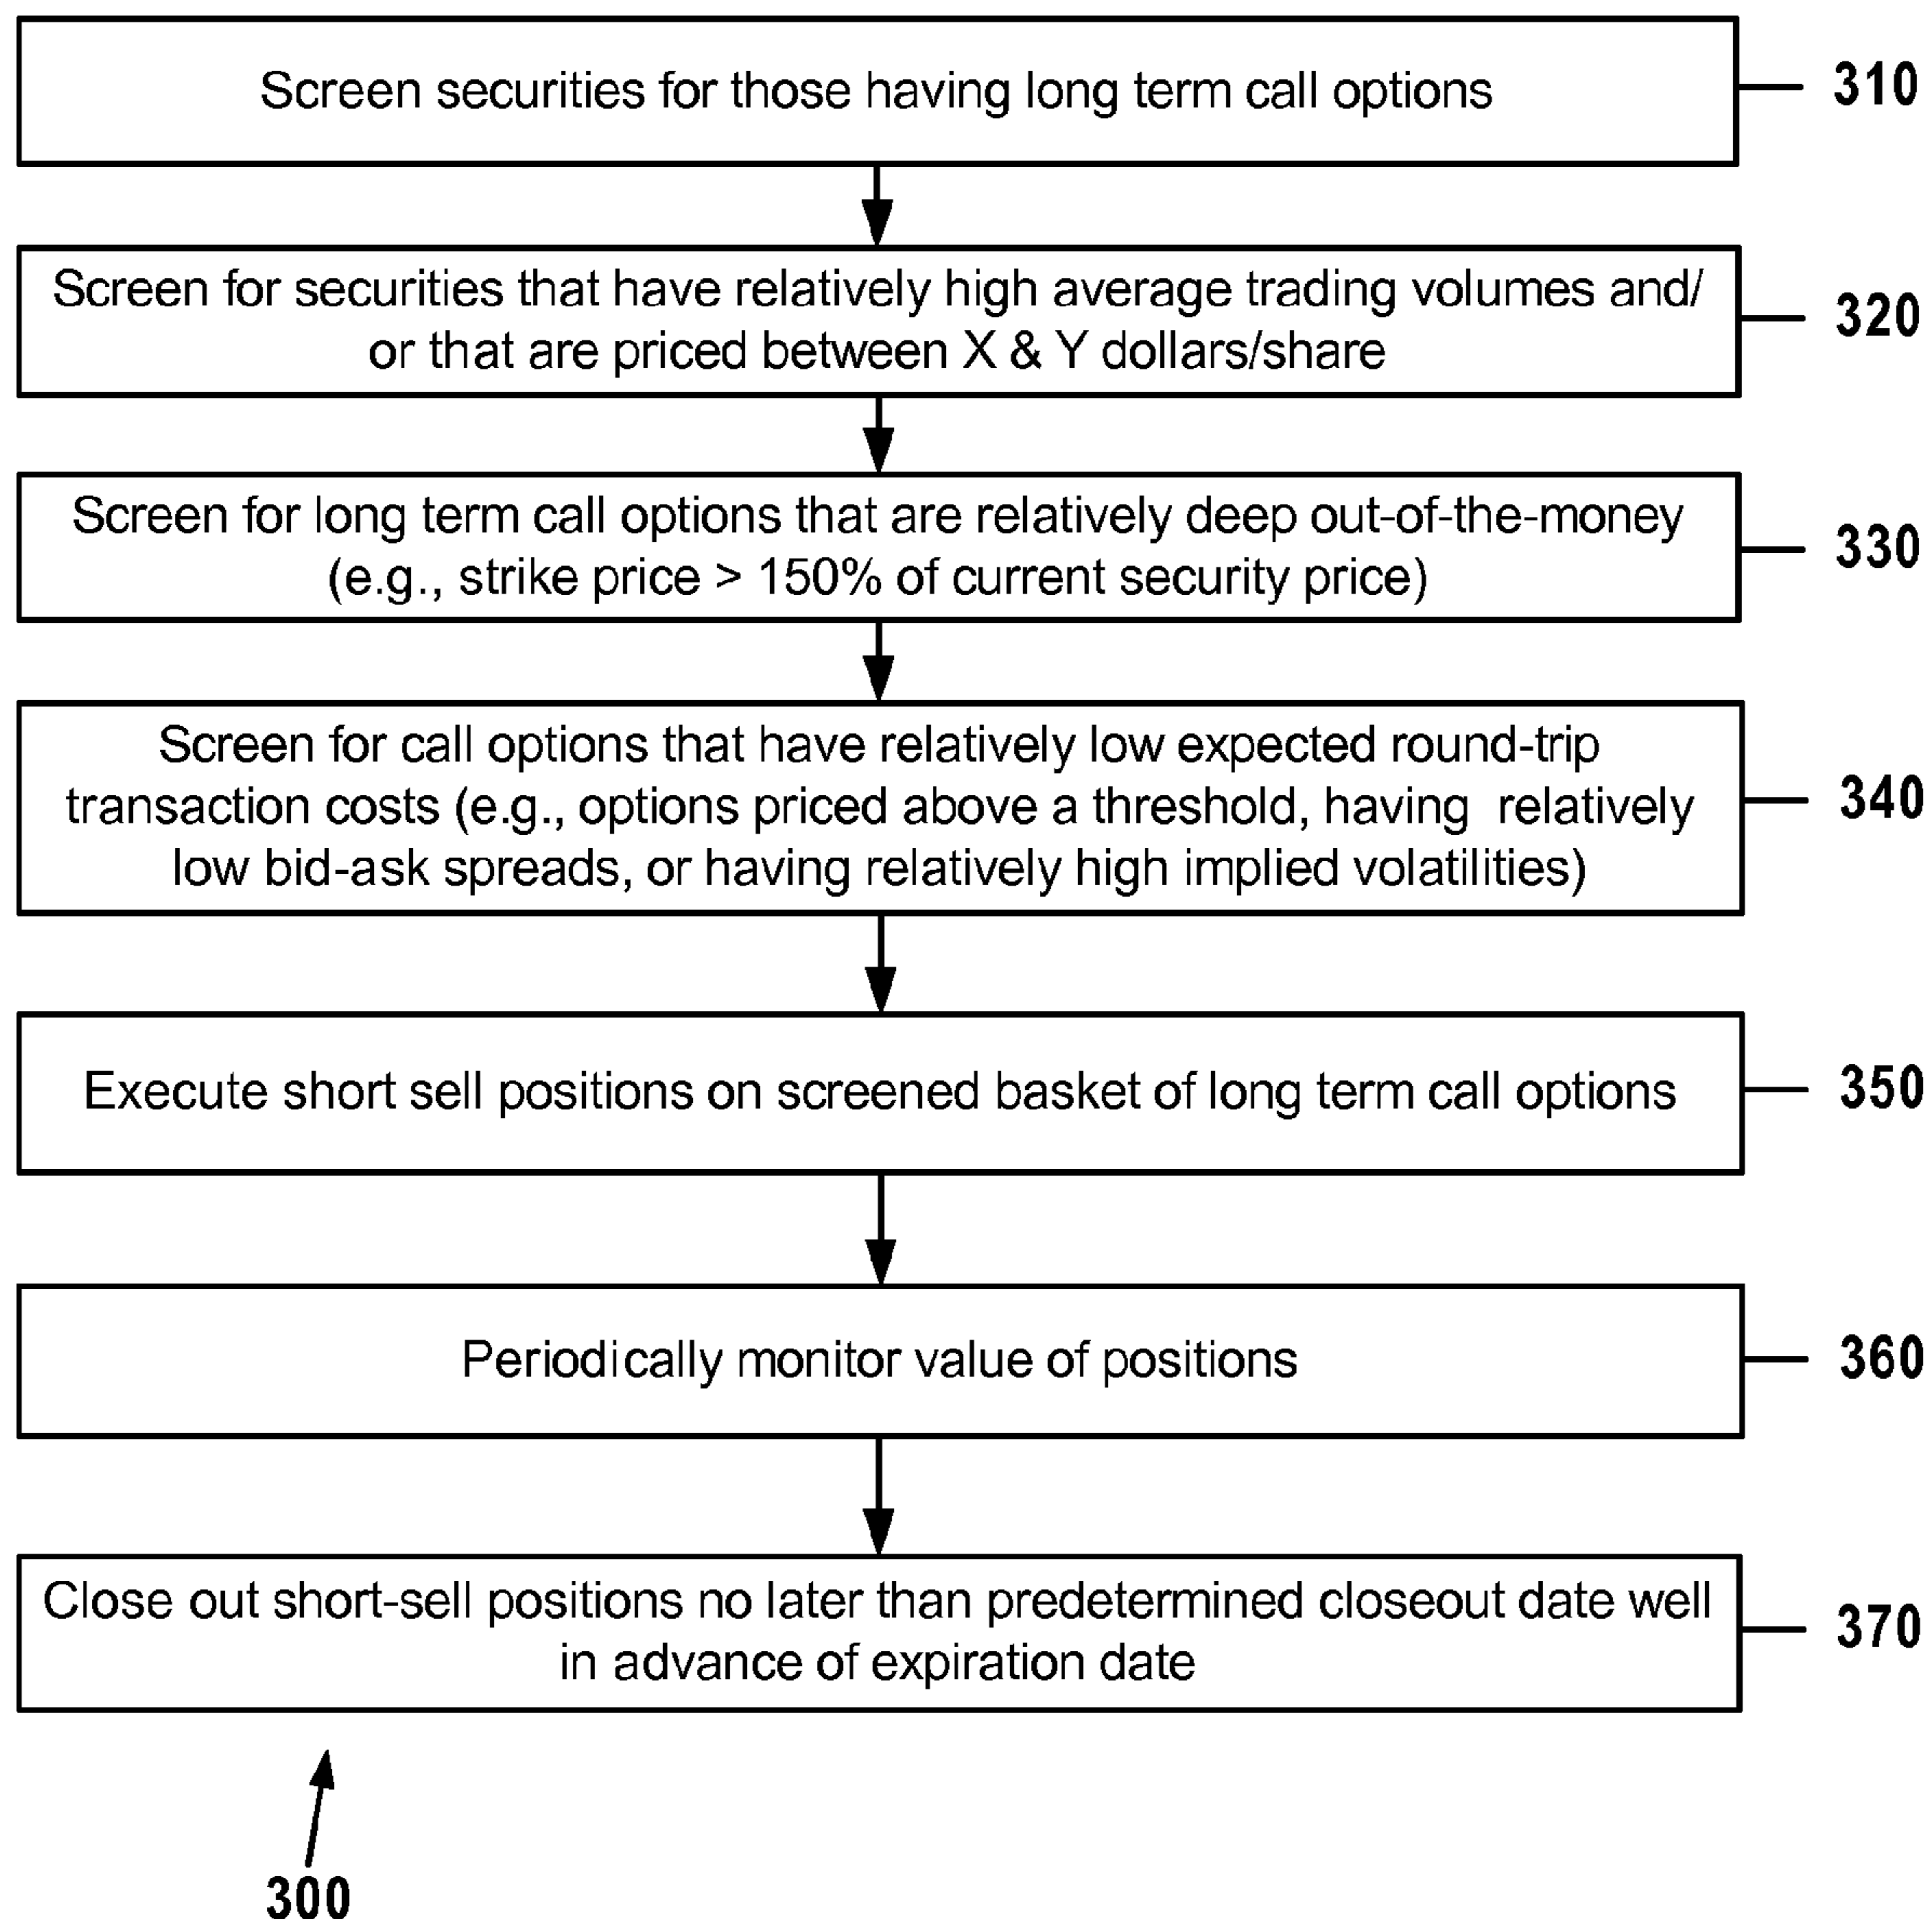 Screen securities for those having long term call options
310
Screen for securities that have relatively high average trading volumes and/
or that are priced between X & Y dollars/share
320
Screen for long term call options that are relatively deep out-of-the-money
(e.g., strike price > 150% of current security price)
330
Screen for call options that have relatively low expected round-trip
transaction costs (e.g., options priced above a threshold, having relatively
low bid-ask spreads, or having relatively high implied volatilities)
340
Execute short sell positions on screened basket of long term call options
350
Periodically monitor value of positions
360
Close out short-sell positions no later than predetermined closeout date well
in advance of expiration date
370
300